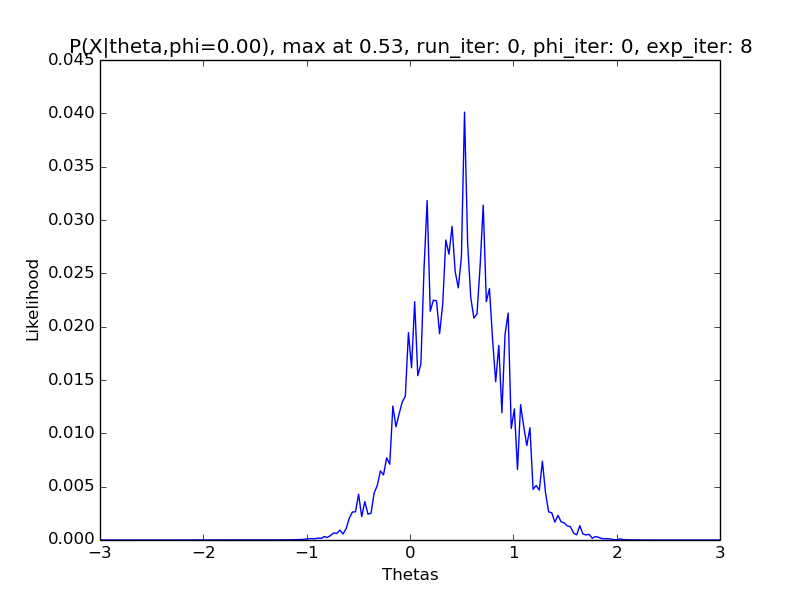 P(X|theta,phi=0.00), max at 0.53, run_iter: 0, phi_iter: 0, exp_iter: 8
0.045
0.040
0.035
0.030
0.025
0.020
0.015
0.010
0.005
0.000
Likelihood
−3 −2 −1 0 1 2 3
Thetas